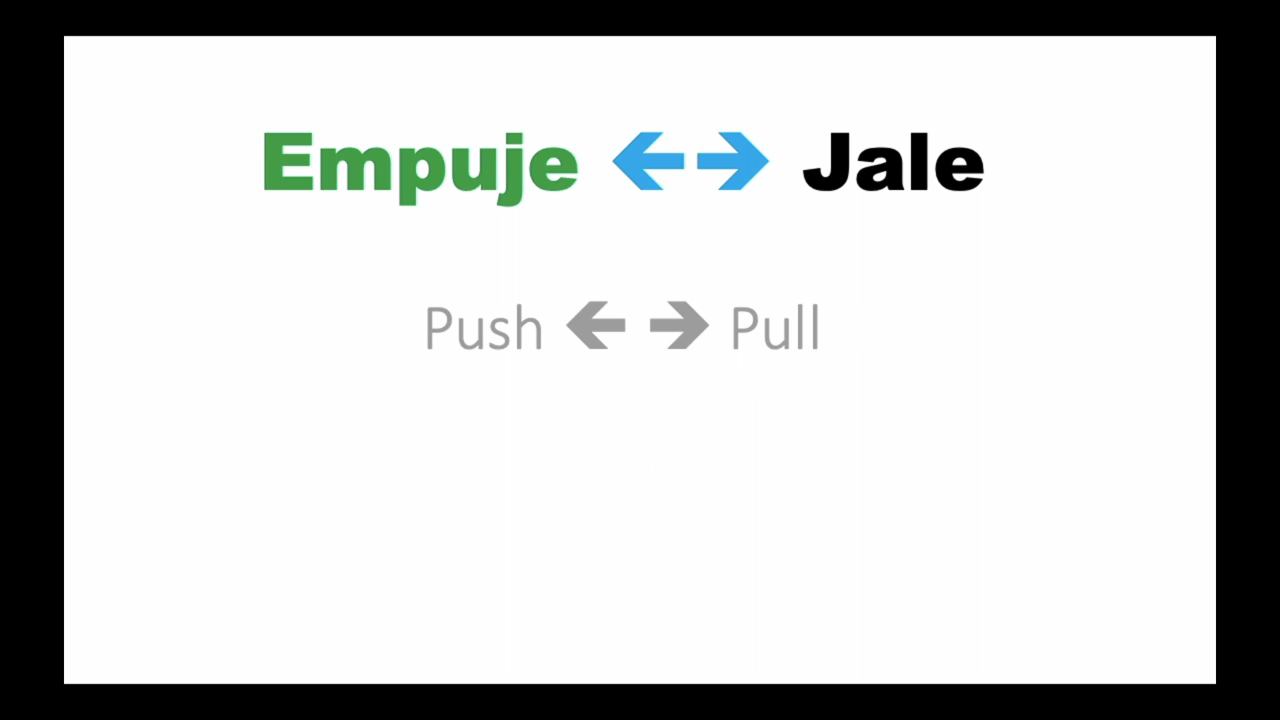 Empuje 🡸🡺 Jale
Push 🡸 🡺 Pull